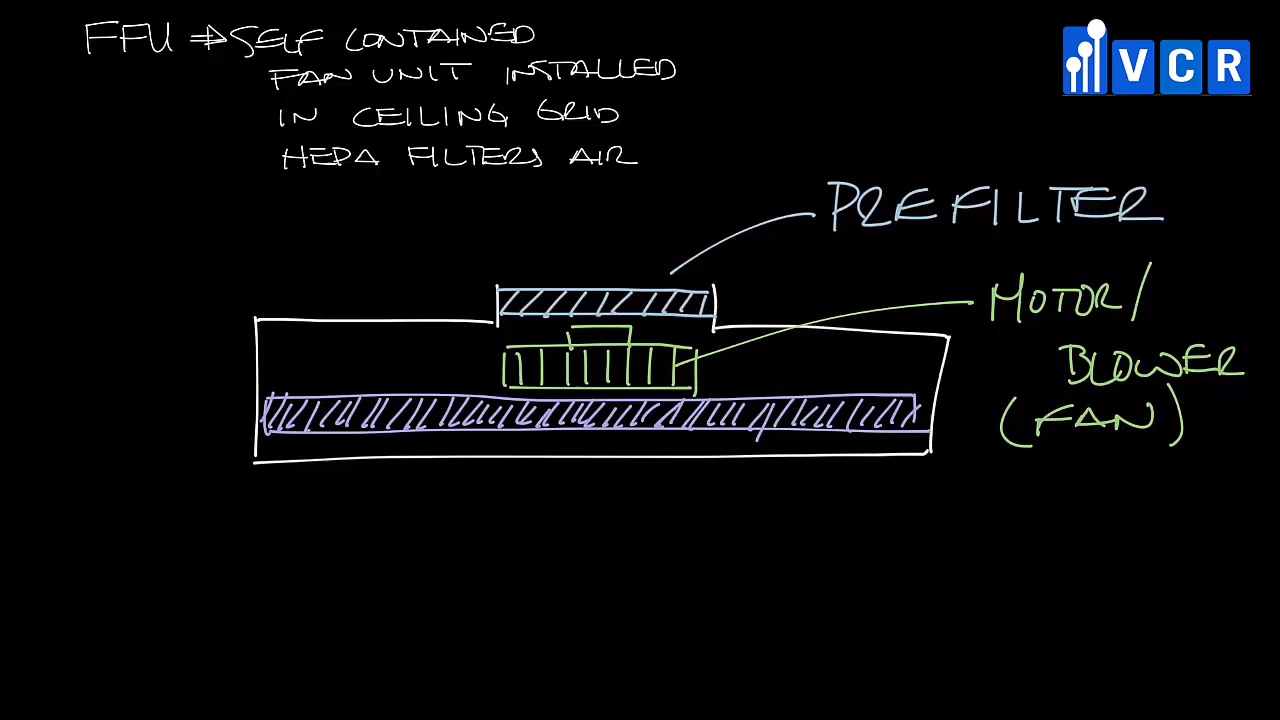 FFU ⇒ SELF CONTAINED
FAN UNIT INSTALLED
IN CEILING GRID
HEPA FILTERS AIR
VCR
PREFILTER
MOTOR/
BLOWER
(FAN)